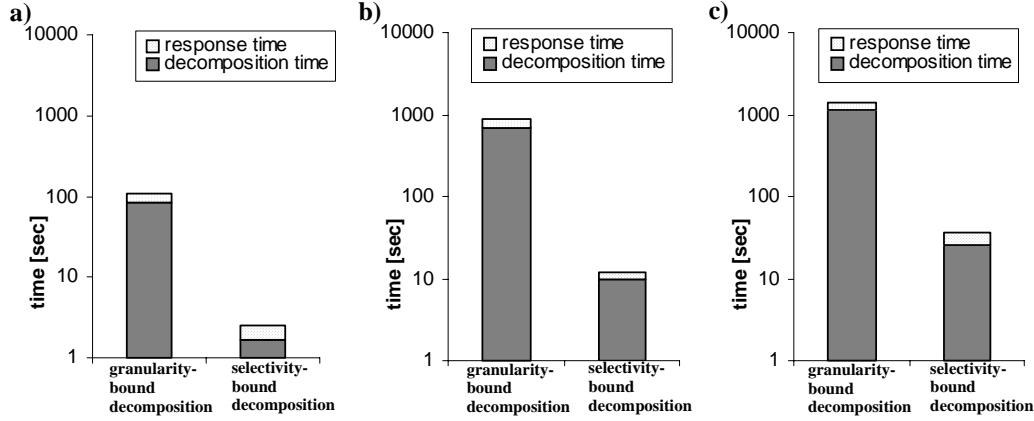 a)
10000
1000
100
10
1
time [sec]
response time
decomposition time
granularity-
bound
decomposition
selectivity-
bound
decomposition
b)
10000
1000
100
10
1
time [sec]
response time
decomposition time
granularity-
bound
decomposition
selectivity-
bound
decomposition
c)
10000
1000
100
10
1
time [sec]
response time
decomposition time
granularity-
bound
decomposition
selectivity-
bound
decomposition